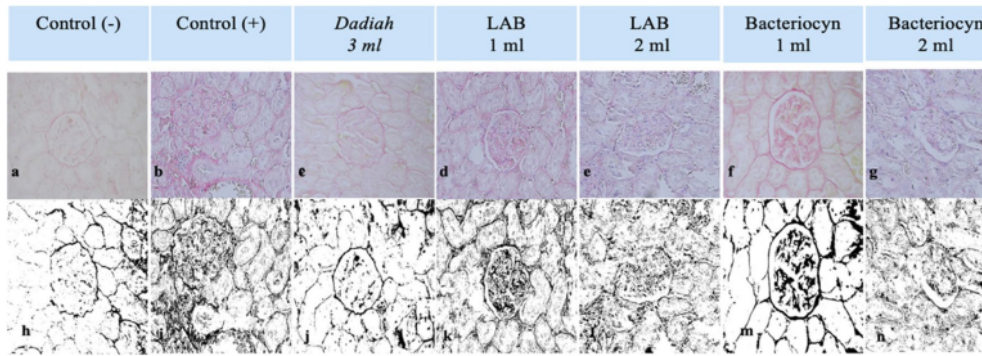 Control (-)
Control (+)
Dadiah
3 ml
LAB
1 ml
LAB
2 ml
Bacteriocyn
1 ml
Bacteriocyn
2 ml
a
b
c
d
e
f
g
h
i
j
k
l
m
n